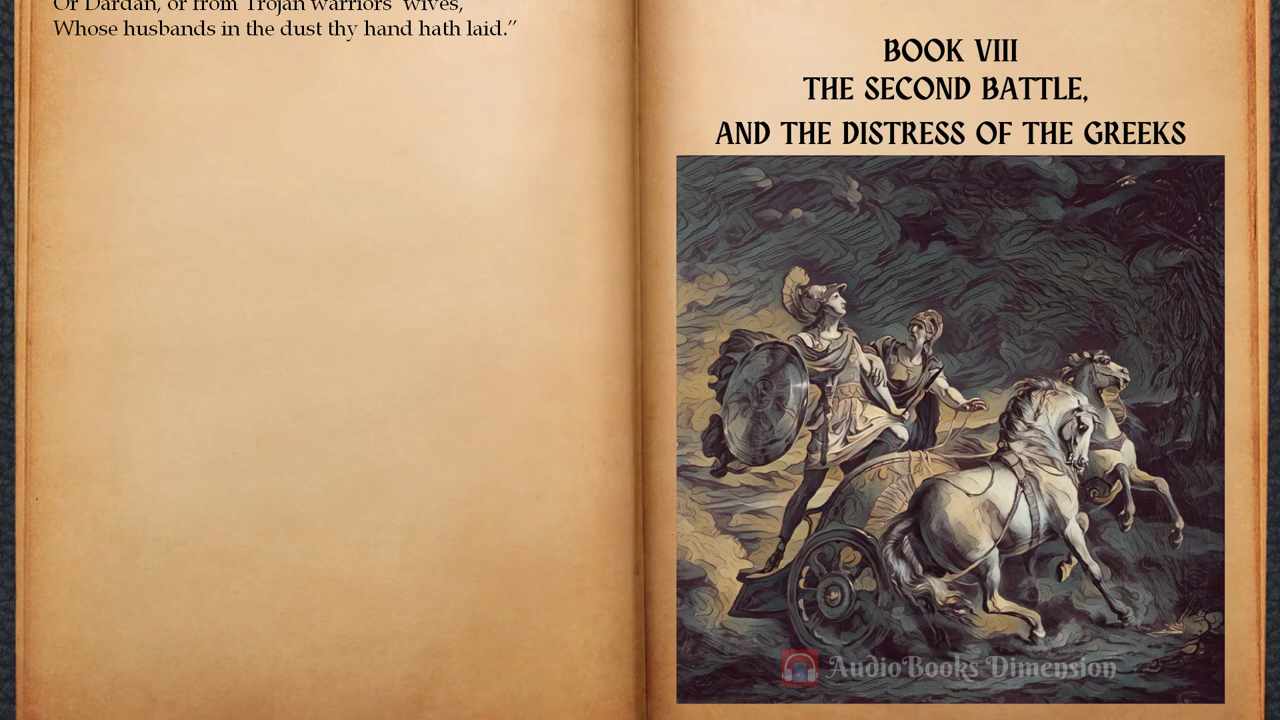 Or Dardan, or from Trojan warriors’ wives,
Whose husbands in the dust thy hand hath laid.”
BOOK VIII
THE SECOND BATTLE,
AND THE DISTRESS OF THE GREEKS
AudioBooks Dimension